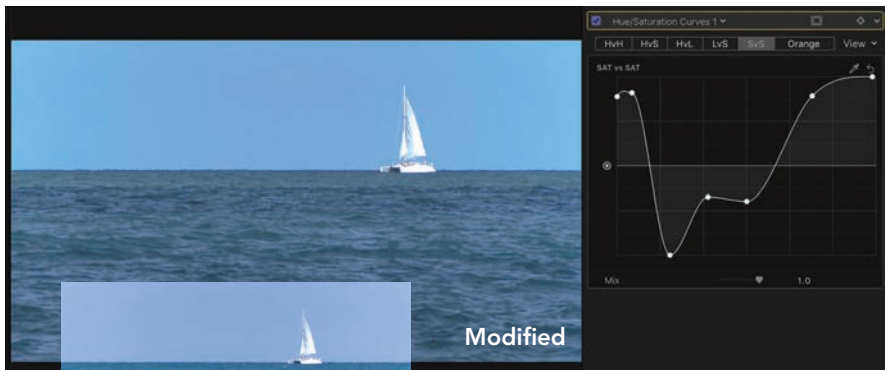 Hue/Saturation Curves 1
HvH HvS HvL LvS SvS Orange View
SAT vs SAT
Mix 1.0
Modified